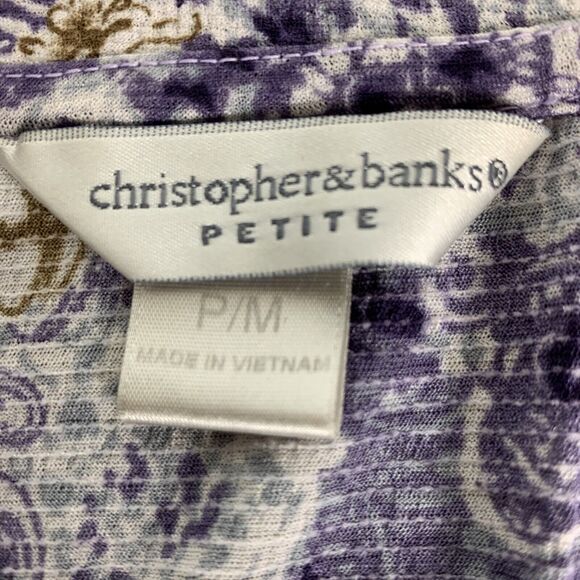 christopher&banks®
PETITE
P/M
MADE IN VIETNAM